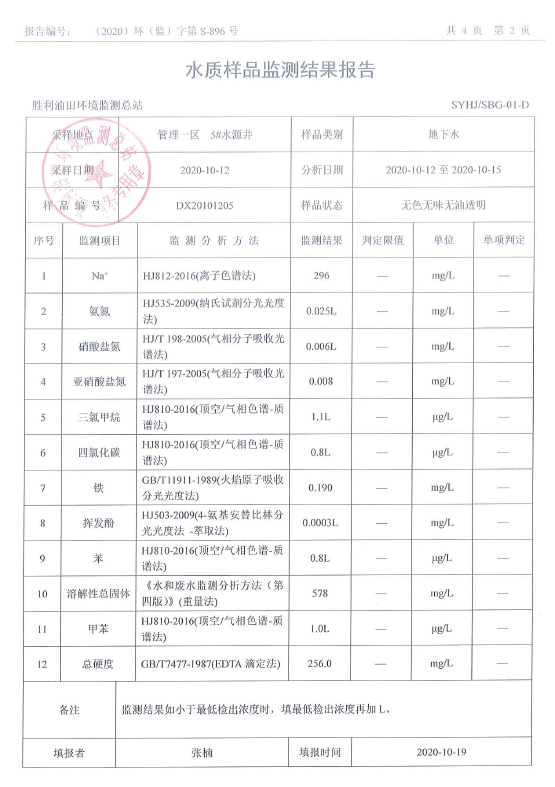 报告编号： （2020）环（监）字第 S-896 号 共 4 页 第 2 页
水质样品监测结果报告
胜利油田环境监测总站 SYHJ/SBG-01-D
采样地点 管理一区 5#水源井 样品类别 地下水
采样日期 2020-10-12 分析日期 2020-10-12 至 2020-10-15
样品编号 DX20101205 样品状态 无色无味无油透明
序号 监测项目 监测分析方法 监测结果 判定限值 单位 单项判定
1 Na⁺ HJ812-2016(离子色谱法) 296 — mg/L —
2 氨氮 HJ535-2009(纳氏试剂分光光度
法) 0.025L — mg/L —
3 硝酸盐氮 HJ/T 198-2005(气相分子吸收光
谱法) 0.006L — mg/L —
4 亚硝酸盐氮 HJ/T 197-2005(气相分子吸收光
谱法) 0.008 — mg/L —
5 三氯甲烷 HJ810-2016(顶空/气相色谱-质
谱法) 1.1L — μg/L —
6 四氯化碳 HJ810-2016(顶空/气相色谱-质
谱法) 0.8L — μg/L —
7 铁 GB/T11911-1989(火焰原子吸收
分光光度法) 0.190 — mg/L —
8 挥发酚 HJ503-2009(4-氨基安替比林分
光光度法 -萃取法) 0.0003L — mg/L —
9 苯 HJ810-2016(顶空/气相色谱-质
谱法) 0.8L — μg/L —
10 溶解性总固体 《水和废水监测分析方法（第
四版）》(重量法) 578 — mg/L —
11 甲苯 HJ810-2016(顶空/气相色谱-质
谱法) 1.0L — μg/L —
12 总硬度 GB/T7477-1987(EDTA 滴定法) 256.0 — mg/L —
备注 监测结果如小于最低检出浓度时，填最低检出浓度再加 L。
填报者 张楠 填报时间 2020-10-19